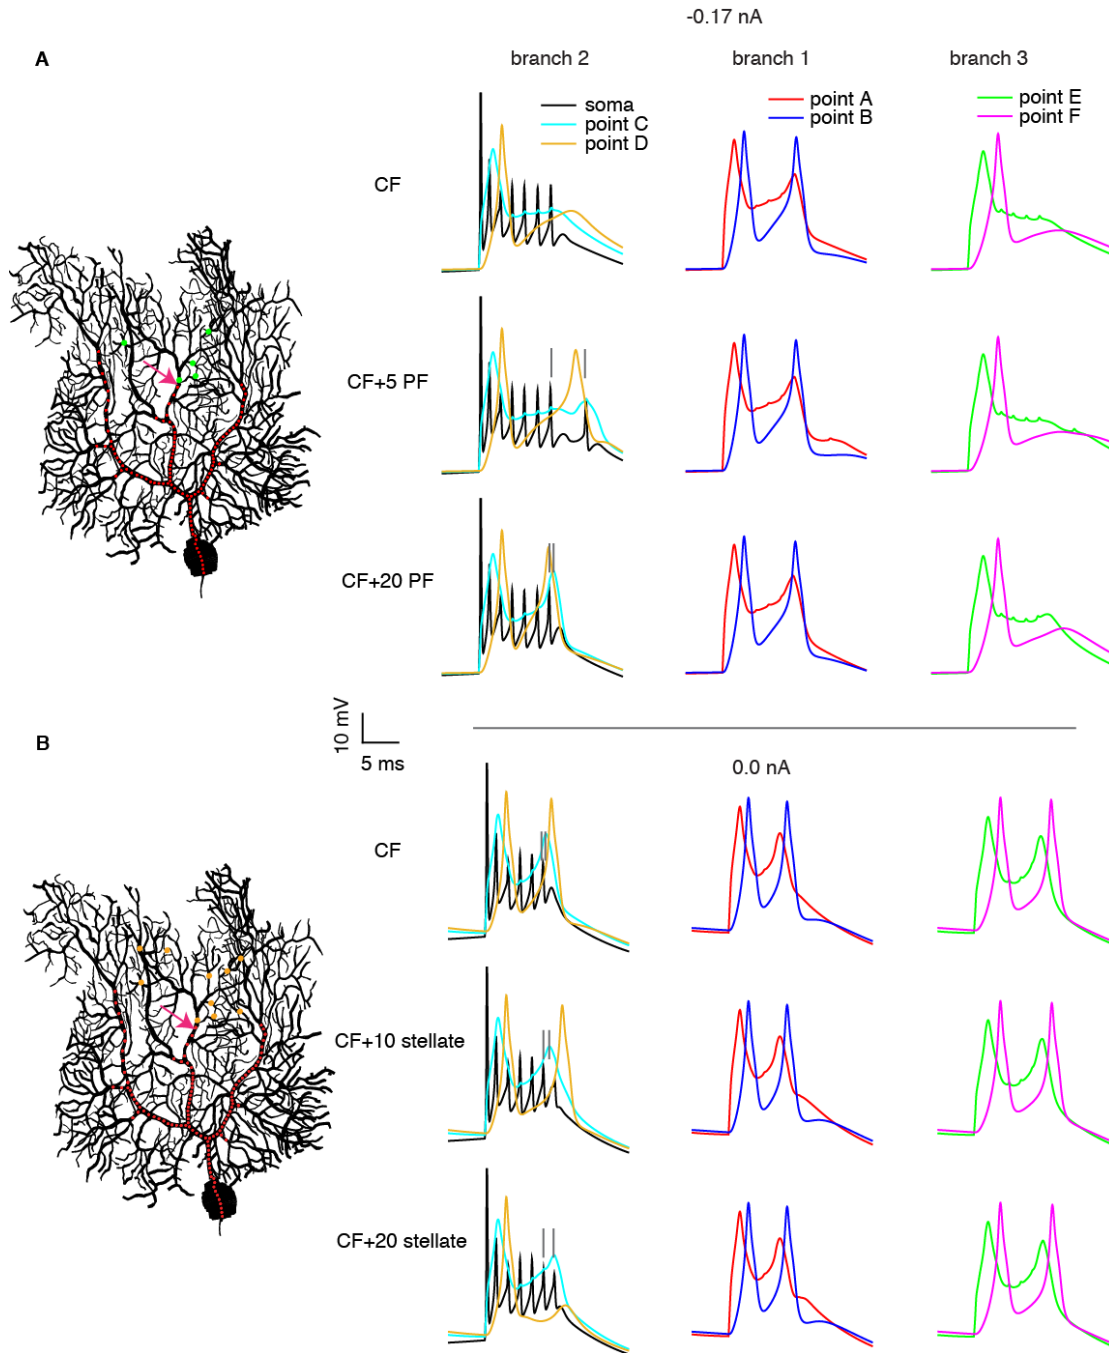 -0.17 nA
A
branch 2
branch 1
branch 3
soma
point C
point D
point A
point B
point E
point F
CF
CF+5 PF
CF+20 PF
10 mV
5 ms
B
0.0 nA
CF
CF+10 stellate
CF+20 stellate